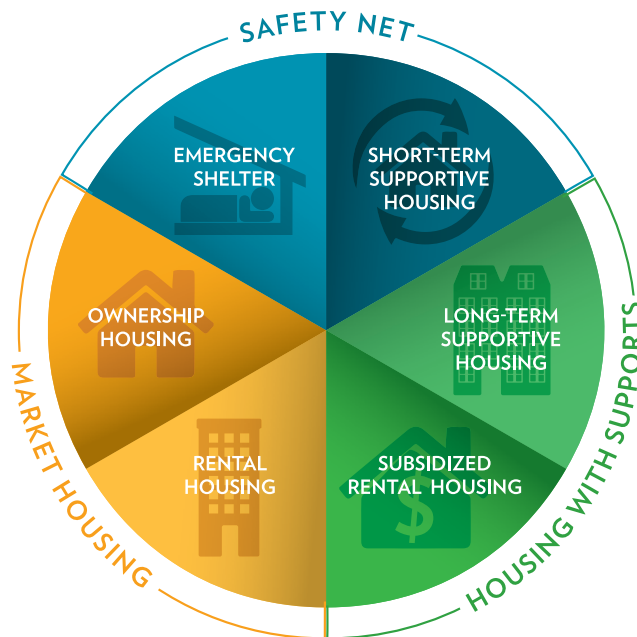 SAFETY NET
EMERGENCY
SHELTER
SHORT-TERM
SUPPORTIVE
HOUSING
OWNERSHIP
HOUSING
LONG-TERM
SUPPORTIVE
HOUSING
RENTAL
HOUSING
SUBSIDIZED
RENTAL HOUSING
$
MARKET HOUSING
HOUSING WITH SUPPORTS